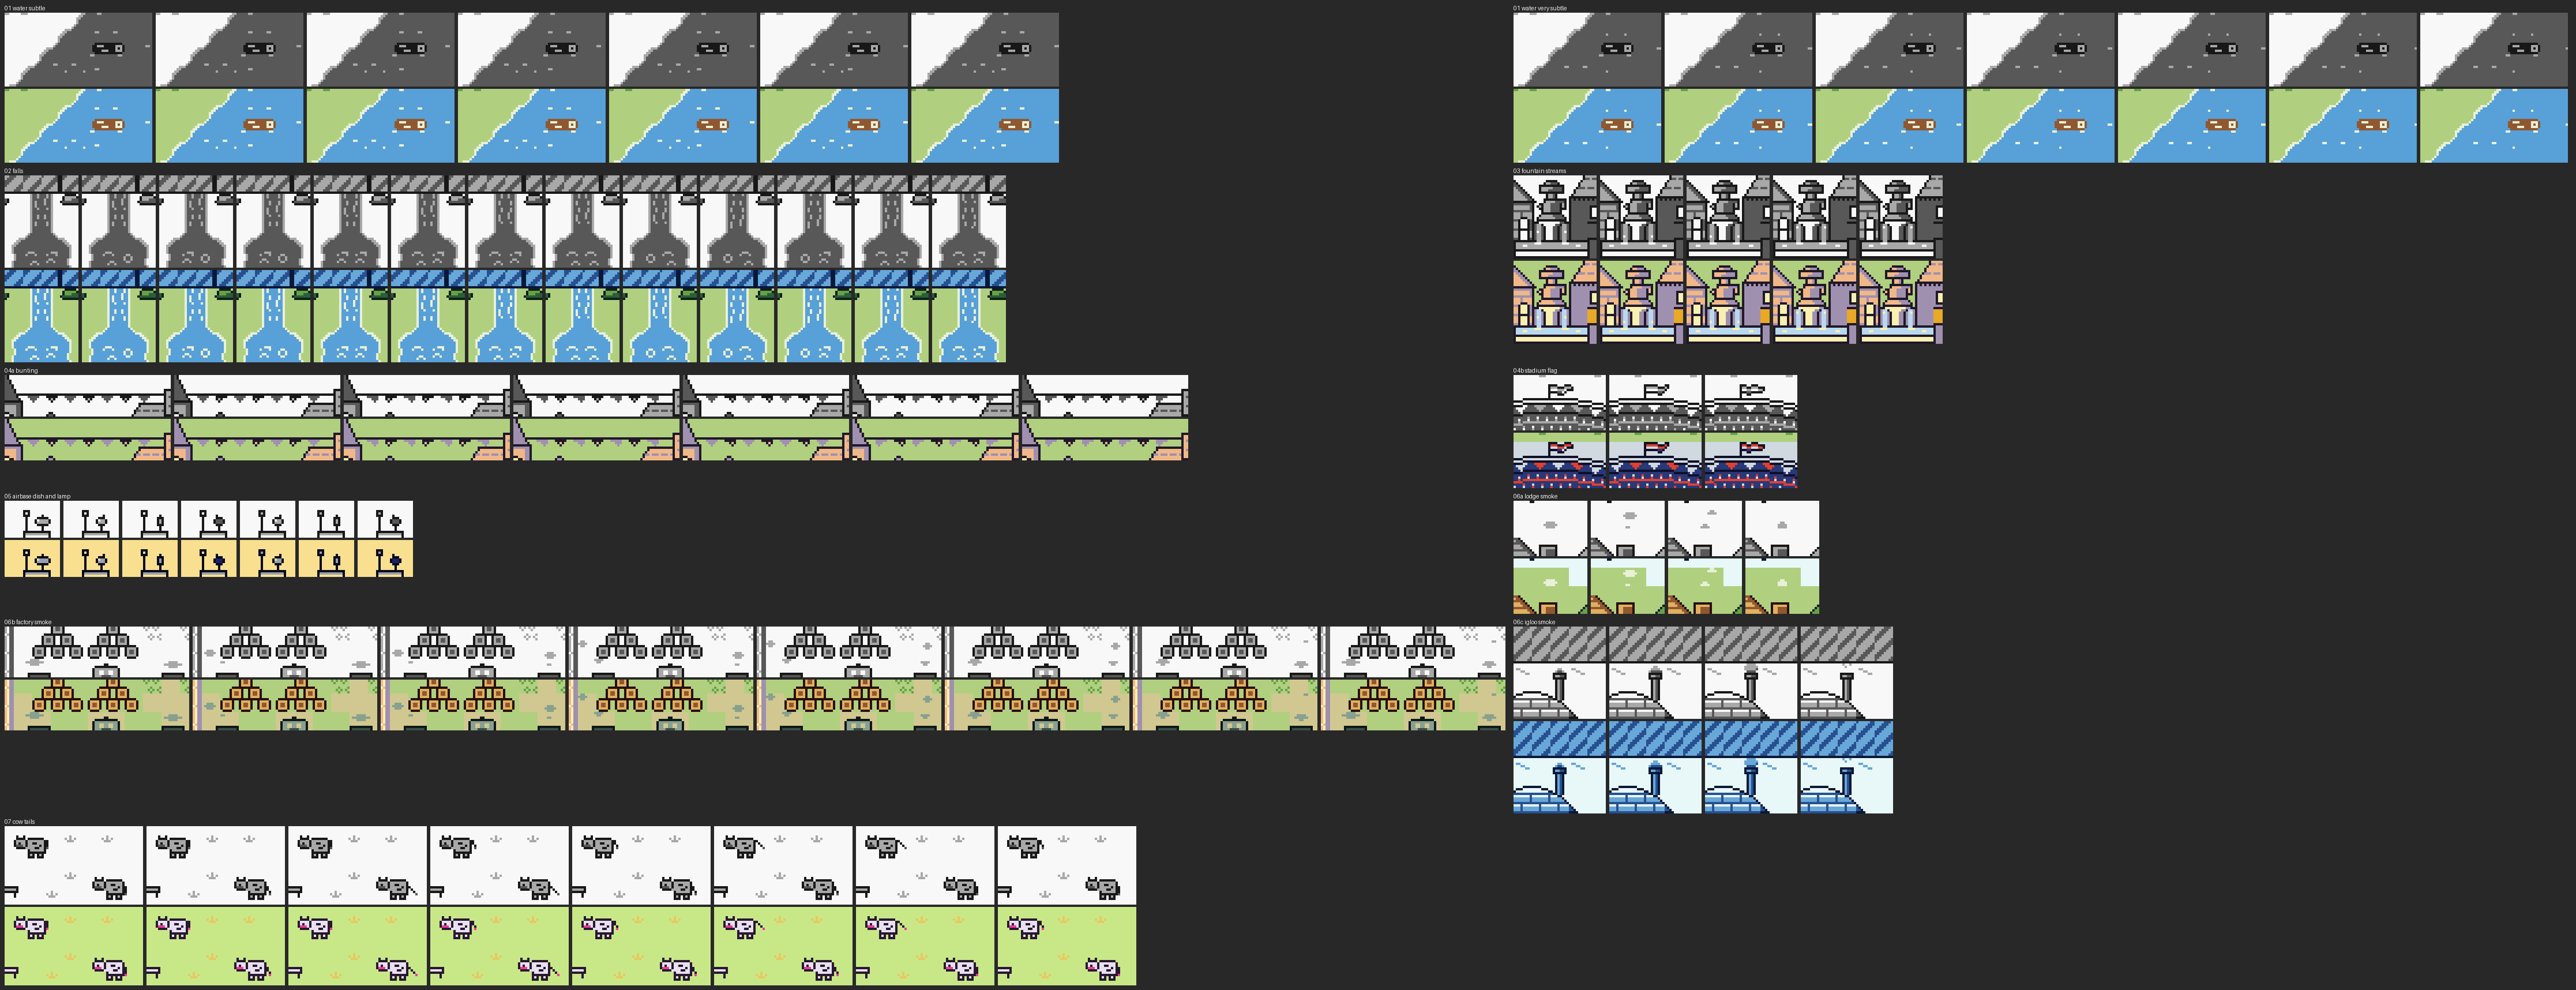 01 water subtle
01 water very subtle
02 falls
03 fountain streams
04a bunting
04b stadium flag
05 airbase dish and lamp
06a lodge smoke
06b factory smoke
06c igloo smoke
07 cow tails